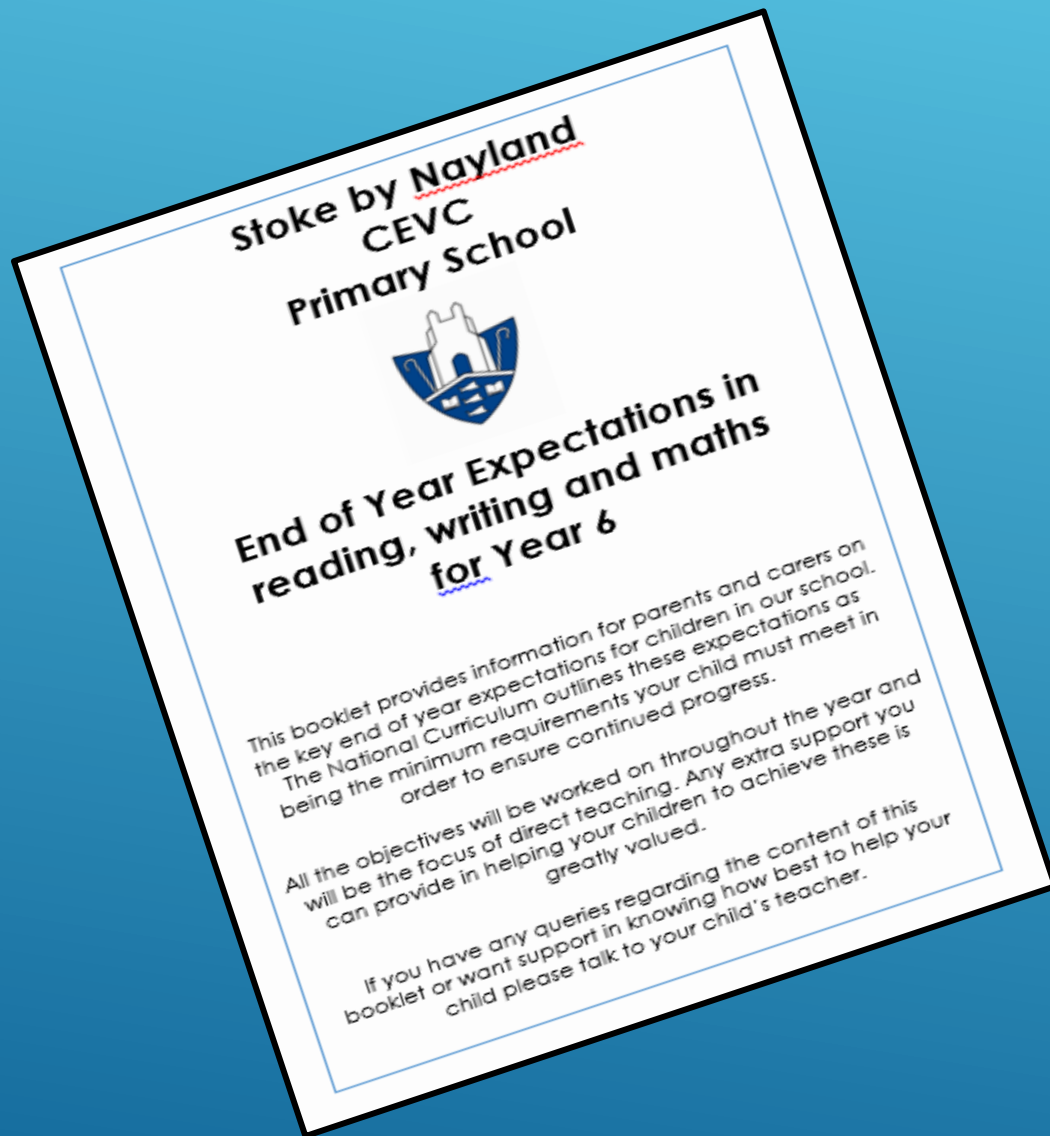 Stoke by Nayland
CEVC
Primary School
End of Year Expectations in
reading, writing and maths
for Year 6
This booklet provides information for parents and carers on
the key end of year expectations for children in our school.
The National Curriculum outlines these expectations as
being the minimum requirements your child must meet in
order to ensure continued progress.
All the objectives will be worked on throughout the year and
will be the focus of direct teaching. Any extra support you
can provide in helping your children to achieve these is
greatly valued.
If you have any queries regarding the content of this
booklet or want support in knowing how best to help your
child please talk to your child's teacher.